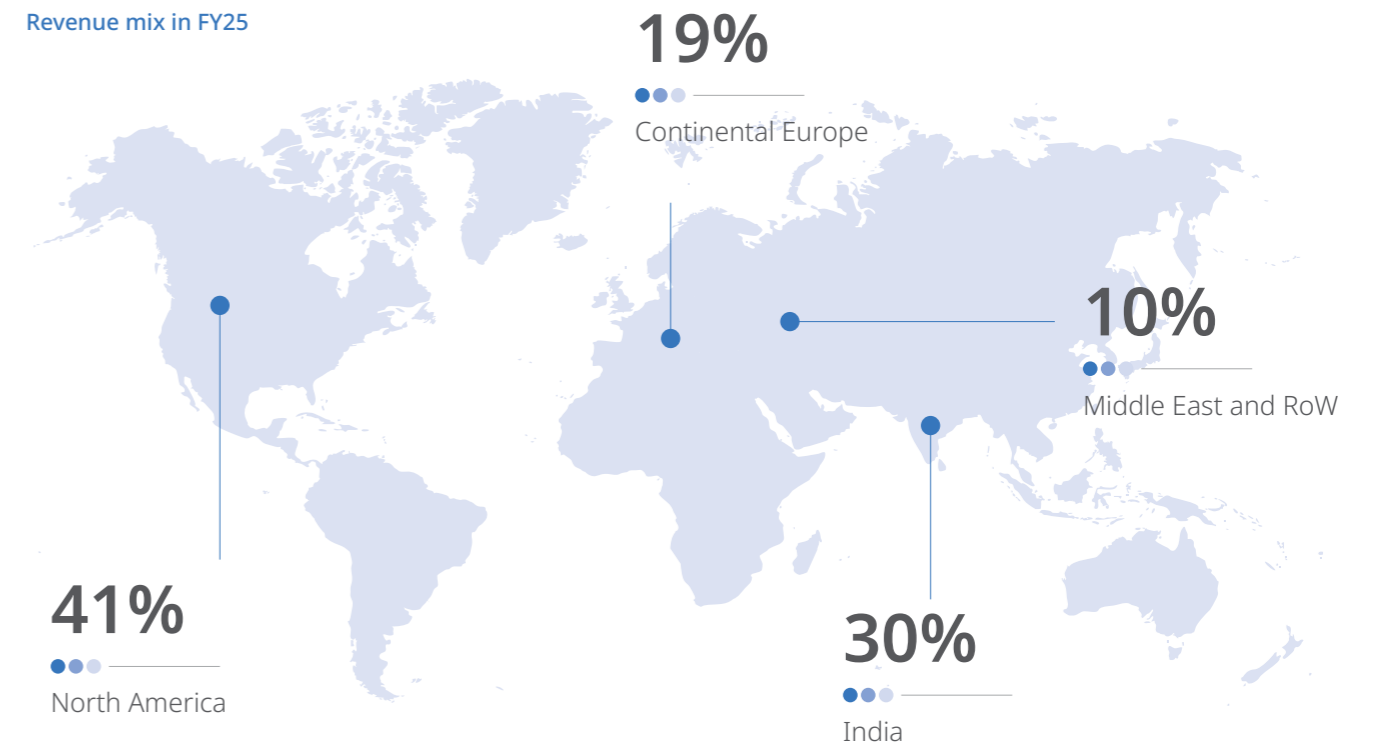 Revenue mix in FY25
19%
Continental Europe
10%
Middle East and RoW
41%
North America
30%
India